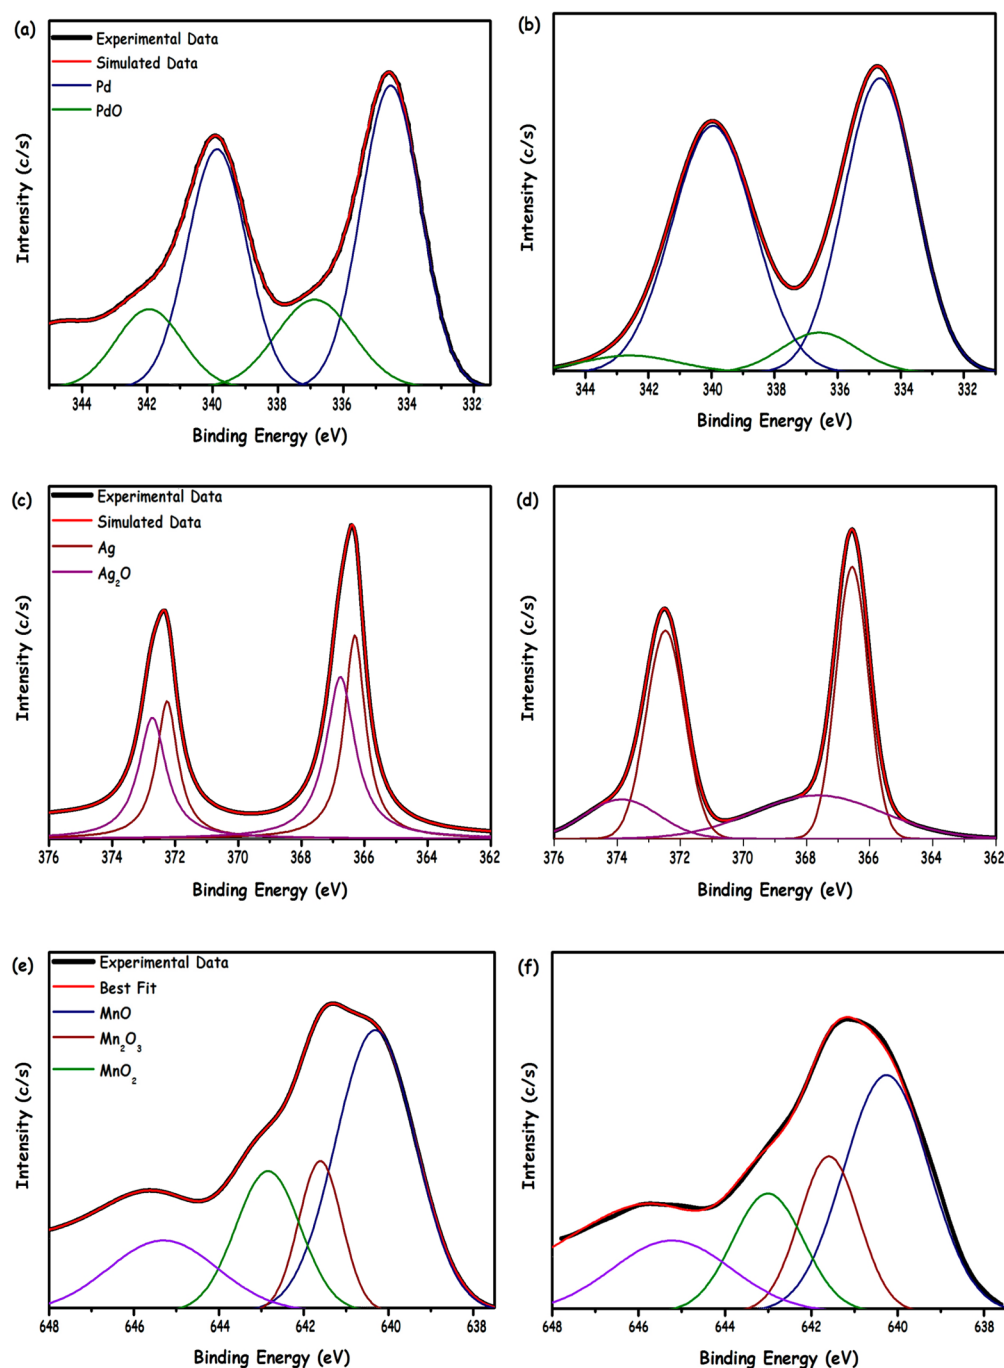 (a)
Experimental Data
Simulated Data
Pd
PdO
Intensity (c/s)
344 342 340 338 336 334 332
Binding Energy (eV)
(b)
Intensity (c/s)
344 342 340 338 336 334 332
Binding Energy (eV)
(c)
Experimental Data
Simulated Data
Ag
Ag₂O
Intensity (c/s)
376 374 372 370 368 366 364 362
Binding Energy (eV)
(d)
Intensity (c/s)
376 374 372 370 368 366 364 362
Binding Energy (eV)
(e)
Experimental Data
Best Fit
MnO
Mn₂O₃
MnO₂
Intensity (c/s)
648 646 644 642 640 638
Binding Energy (eV)
(f)
Intensity (c/s)
648 646 644 642 640 638
Binding Energy (eV)